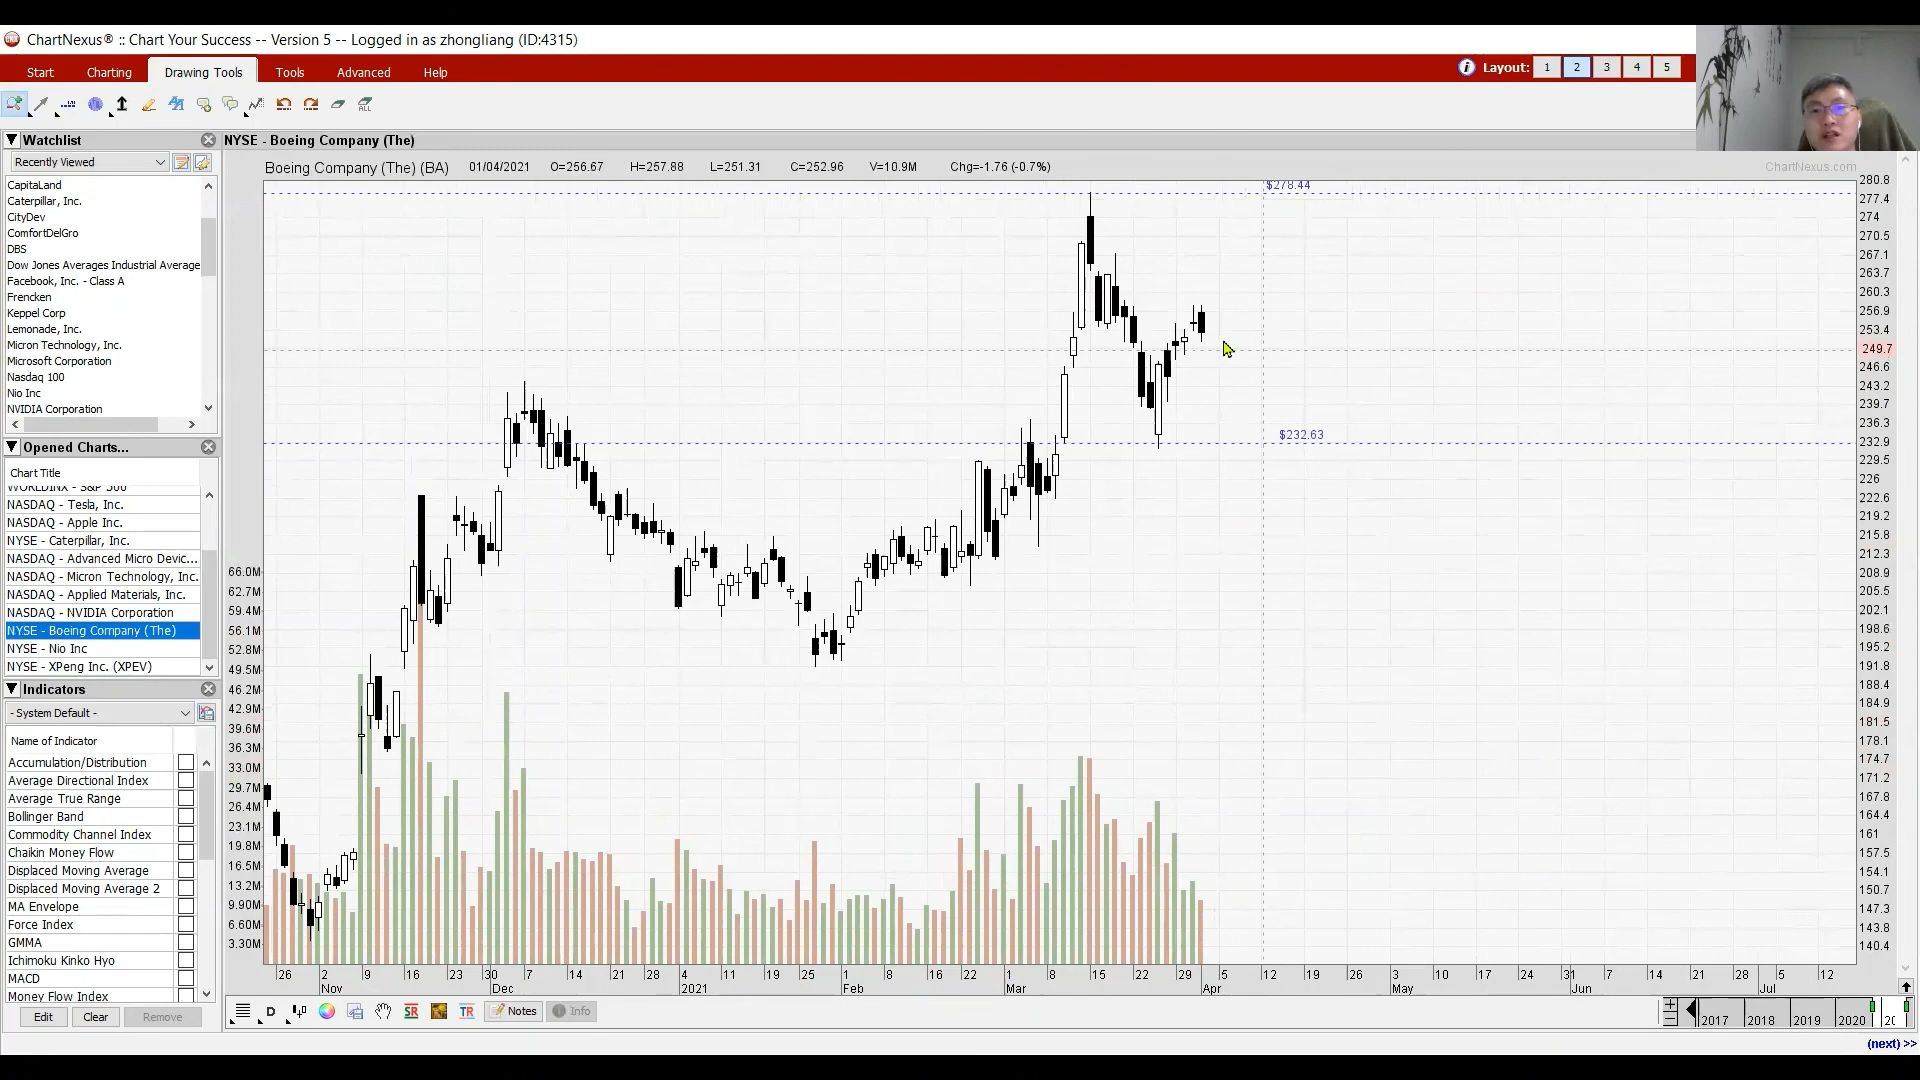 ChartNexus® :: Chart Your Success -- Version 5 -- Logged in as zhongliang (ID:4315)
Start Charting Drawing Tools Tools Advanced Help
Layout: 1 2 3 4 5
Watchlist
Recently Viewed
CapitaLand
Caterpillar, Inc.
CityDev
ComfortDelGro
DBS
Dow Jones Averages Industrial Average
Facebook, Inc. - Class A
Frencken
Keppel Corp
Lemonade, Inc.
Micron Technology, Inc.
Microsoft Corporation
Nasdaq 100
Nio Inc
NVIDIA Corporation
Opened Charts...
Chart Title
WORLDINX - S&P 500
NASDAQ - Tesla, Inc.
NASDAQ - Apple Inc.
NYSE - Caterpillar, Inc.
NASDAQ - Advanced Micro Devic...
NASDAQ - Micron Technology, Inc.
NASDAQ - Applied Materials, Inc.
NASDAQ - NVIDIA Corporation
NYSE - Boeing Company (The)
NYSE - Nio Inc
NYSE - XPeng Inc. (XPEV)
Indicators
- System Default -
Name of Indicator
Accumulation/Distribution
Average Directional Index
Average True Range
Bollinger Band
Commodity Channel Index
Chaikin Money Flow
Displaced Moving Average
Displaced Moving Average 2
MA Envelope
Force Index
GMMA
Ichimoku Kinko Hyo
MACD
Money Flow Index
Edit Clear Remove
NYSE - Boeing Company (The)
Boeing Company (The) (BA) 01/04/2021 O=256.67 H=257.88 L=251.31 C=252.96 V=10.9M Chg=-1.76 (-0.7%)
ChartNexus.com
$278.44
$232.63
280.8
277.4
274
270.5
267.1
263.7
260.3
256.9
253.4
249.7
246.6
243.2
239.7
236.3
232.9
229.5
226
222.6
219.2
215.8
212.3
208.9
205.5
202.1
198.6
195.2
191.8
188.4
184.9
181.5
178.1
174.7
171.2
167.8
164.4
161
157.5
154.1
150.7
147.3
143.8
140.4
66.0M
62.7M
59.4M
56.1M
52.8M
49.5M
46.2M
42.9M
39.6M
36.3M
33.0M
29.7M
26.4M
23.1M
19.8M
16.5M
13.2M
9.90M
6.60M
3.30M
26 2 9 16 23 30 7 14 21 28 4 11 19 25 1 8 16 22 1 8 15 22 29 5 12 19 26 3 10 17 24 31 7 14 21 28 5 12
Nov Dec 2021 Feb Mar Apr May Jun Jul
D SR TR Notes Info
2017 2018 2019 2020
(next) >>